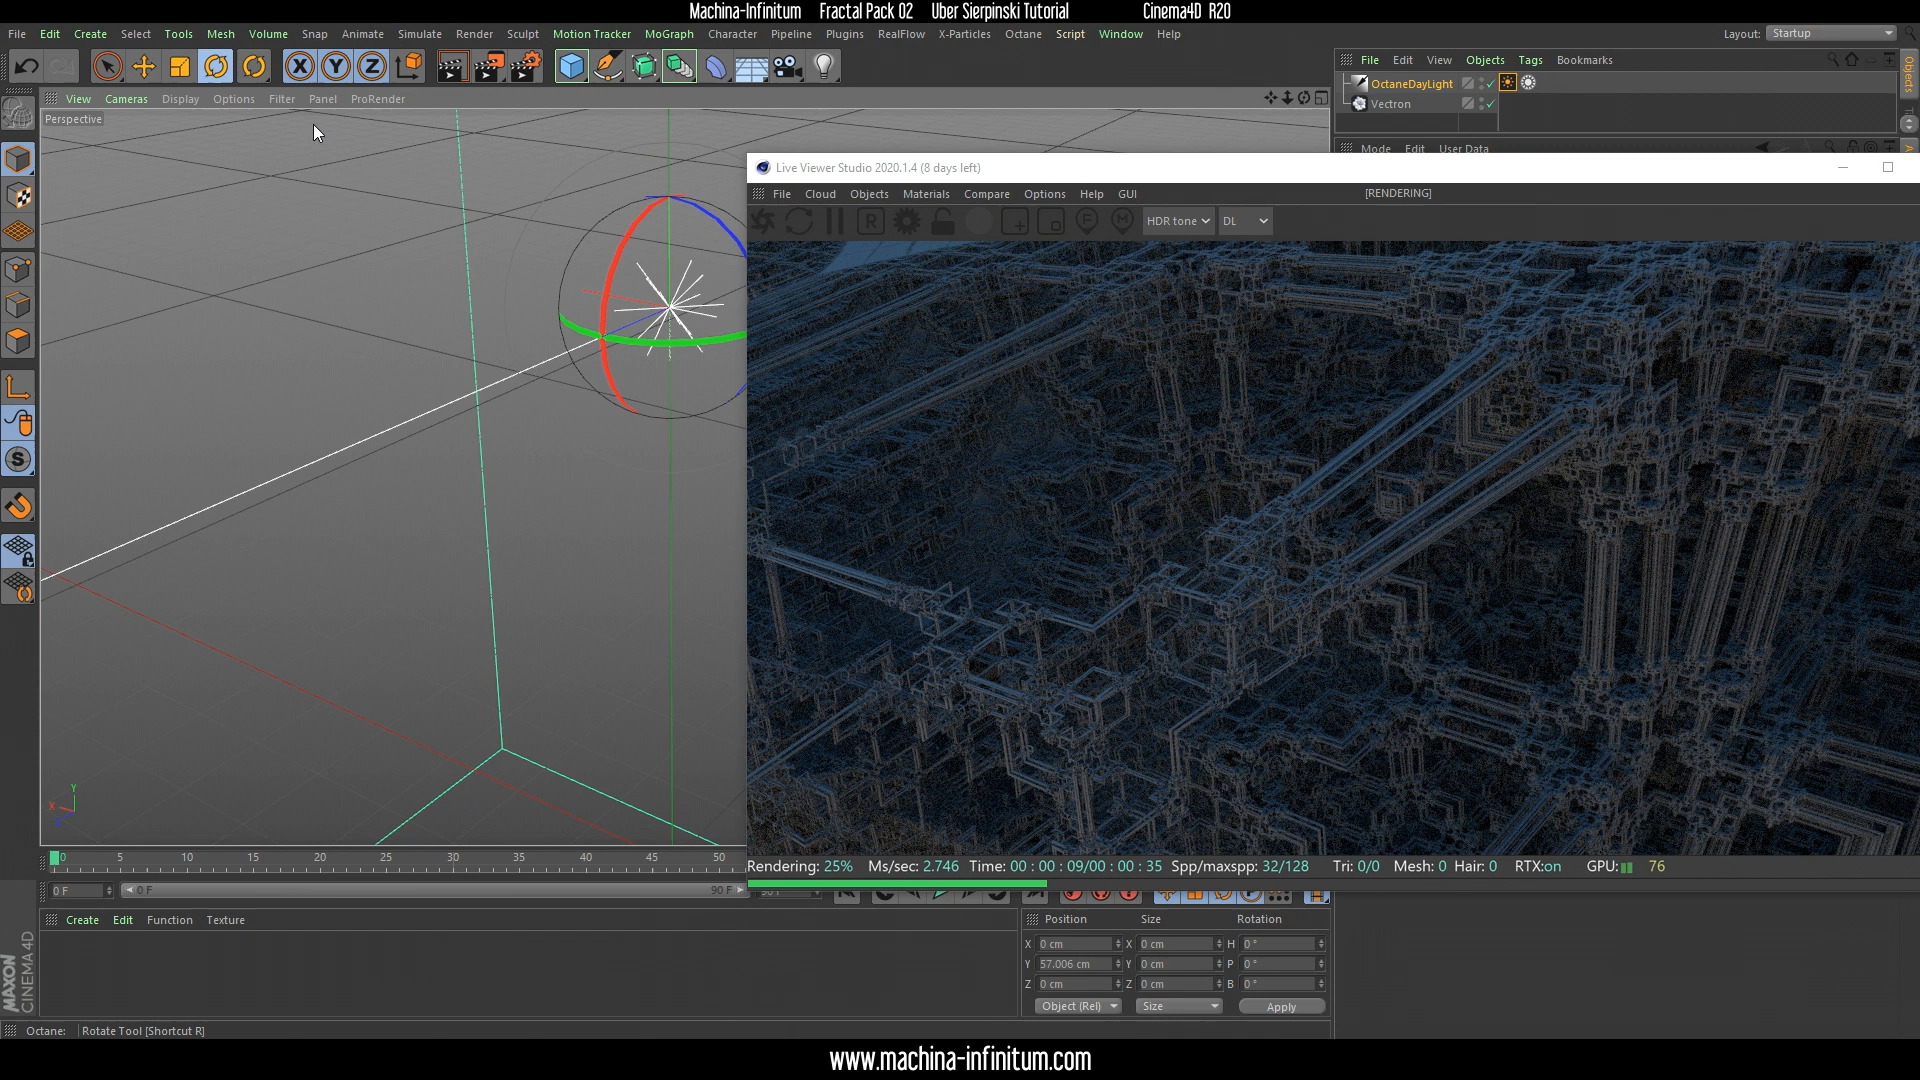 Machina-Infinitum Fractal Pack 02 Uber Sierpinski Tutorial Cinema4D R20
File Edit Create Select Tools Mesh Volume Snap Animate Simulate Render Sculpt Motion Tracker MoGraph Character Pipeline Plugins RealFlow X-Particles Octane Script Window Help
Layout: Startup
File Edit View Objects Tags Bookmarks
Objects
OctaneDayLight
Vectron
Mode Edit User Data
View Cameras Display Options Filter Panel ProRender
Perspective
Live Viewer Studio 2020.1.4 (8 days left)
File Cloud Objects Materials Compare Options Help GUI [RENDERING]
HDR tone DL
X Y Z
R
F M
S
Y
X
Z
0 5 10 15 20 25 30 35 40 45 50
Rendering: 25% Ms/sec: 2.746 Time: 00 : 00 : 09/00 : 00 : 35 Spp/maxspp: 32/128 Tri: 0/0 Mesh: 0 Hair: 0 RTX:on GPU: 76
0 F 0 F 90 F
Create Edit Function Texture
Position Size Rotation
X 0 cm X 0 cm H 0 °
Y 57.006 cm Y 0 cm P 0 °
Z 0 cm Z 0 cm B 0 °
Object (Rel) Size Apply
MAXON CINEMA 4D
Octane: Rotate Tool [Shortcut R]
www.machina-infinitum.com